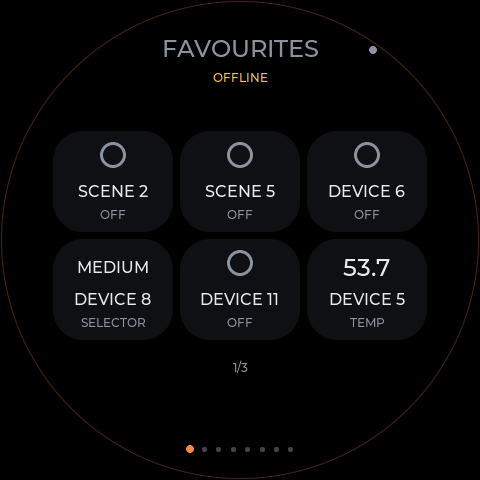 FAVOURITES
OFFLINE
SCENE 2
OFF
SCENE 5
OFF
DEVICE 6
OFF
MEDIUM
DEVICE 8
SELECTOR
DEVICE 11
OFF
53.7
DEVICE 5
TEMP
1/3